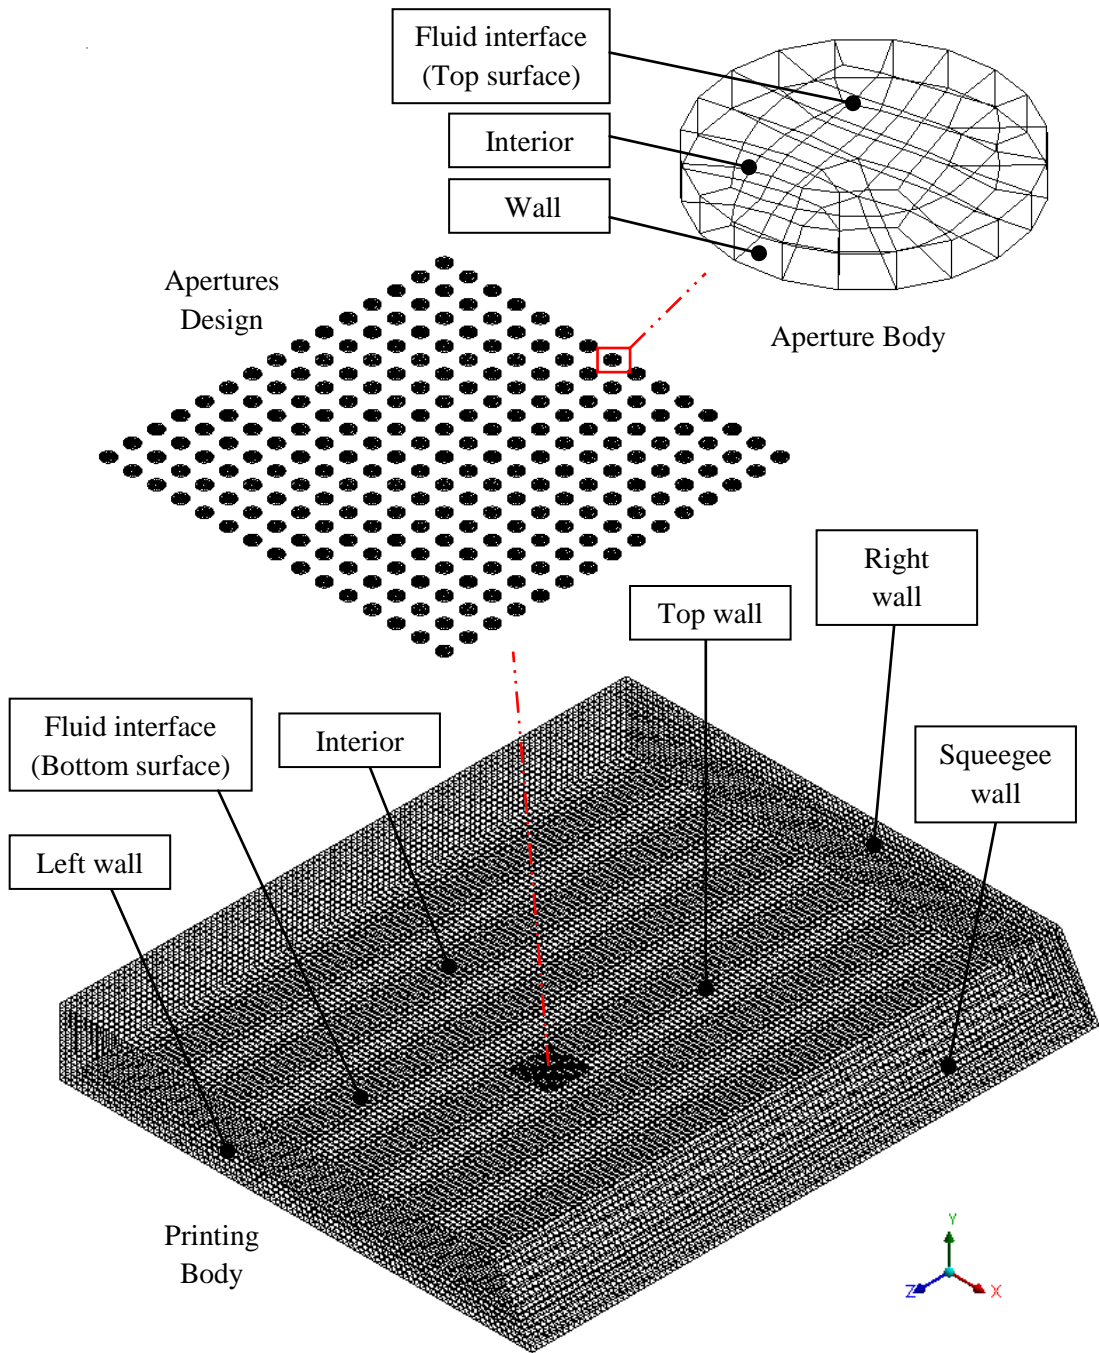 Fluid interface
(Top surface)
Interior
Wall
Apertures
Design
Aperture Body
Right
wall
Top wall
Fluid interface
(Bottom surface)
Interior
Squeegee
wall
Left wall
Printing
Body
Y
Z
X